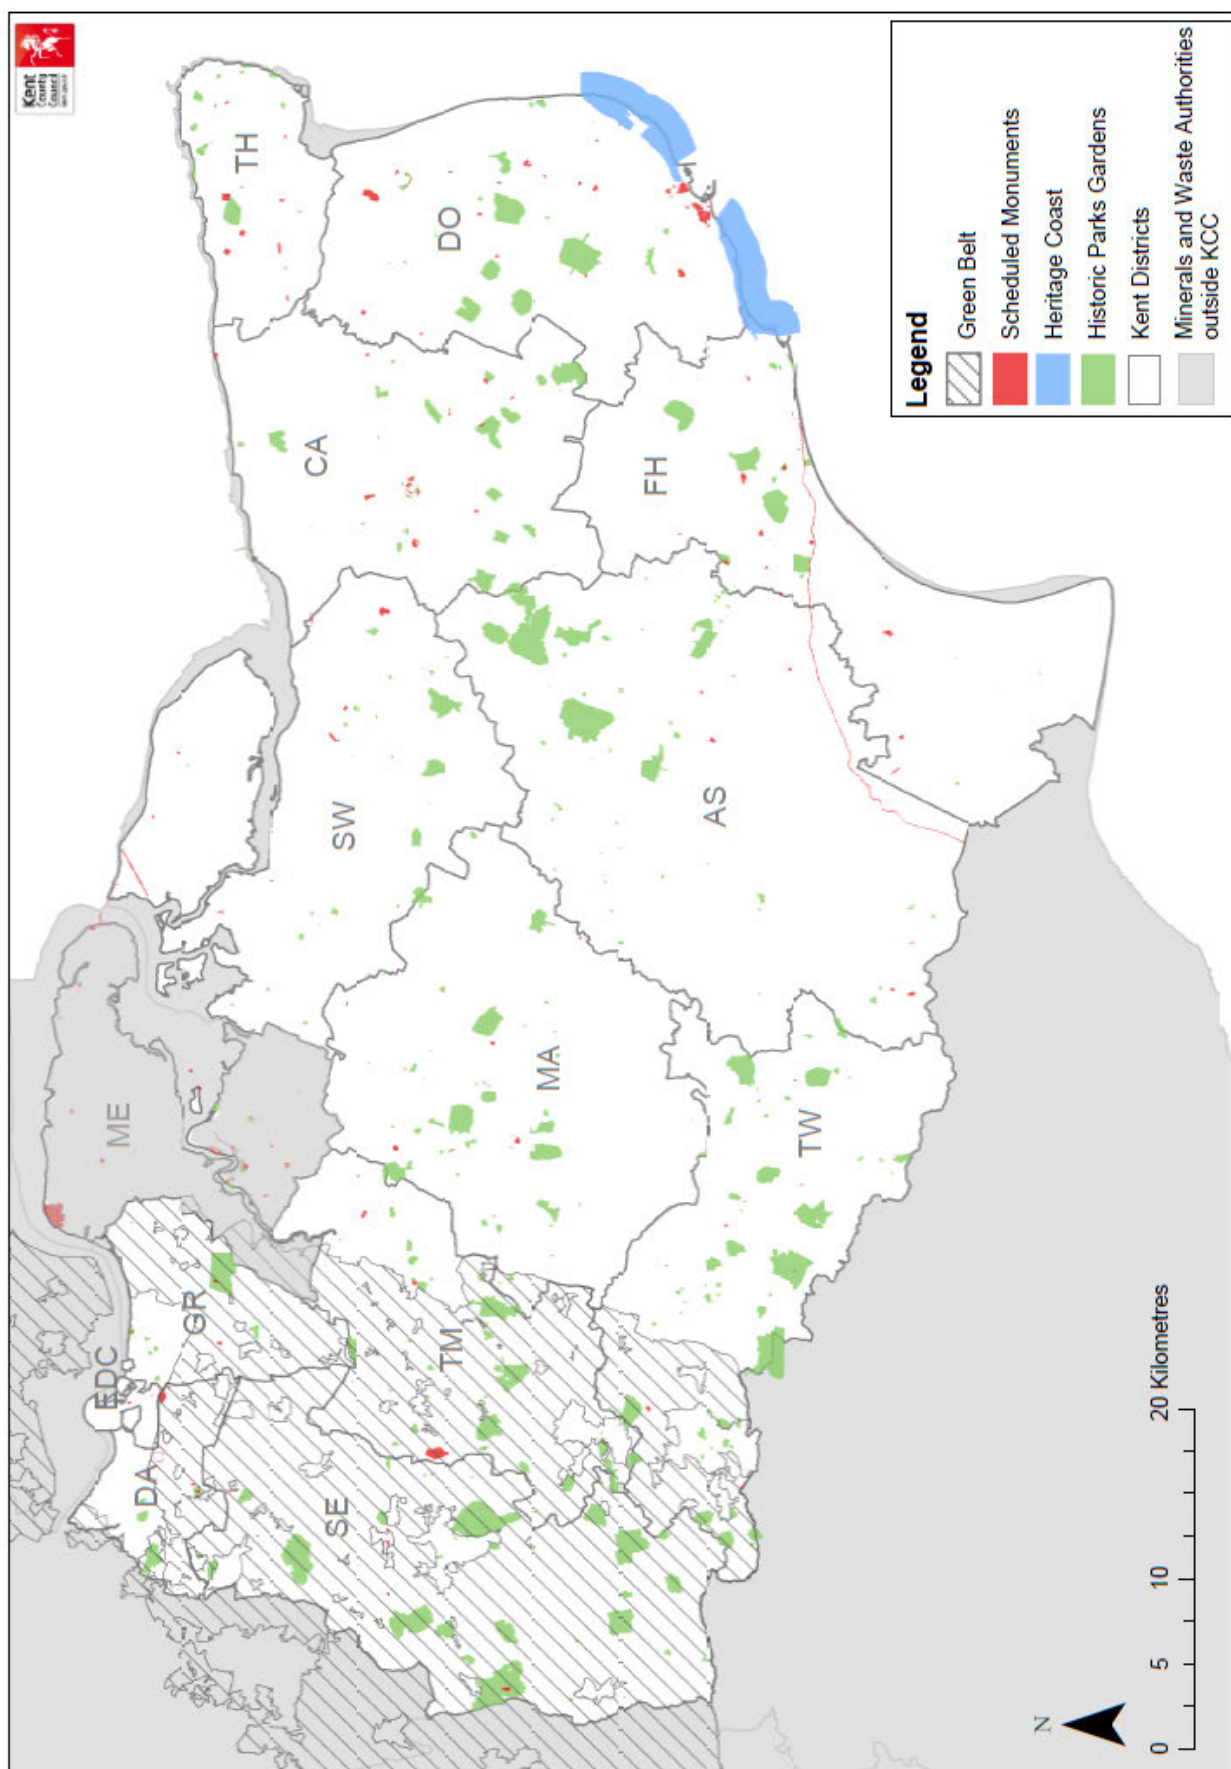 Kent
County
Council
TH
DO
CA
FH
SW
AS
ME
MA
TW
EDC
GR
DA
TM
SE
Legend
Green Belt
Scheduled Monuments
Heritage Coast
Historic Parks Gardens
Kent Districts
Minerals and Waste Authorities
outside KCC
N
0 5 10 20 Kilometres